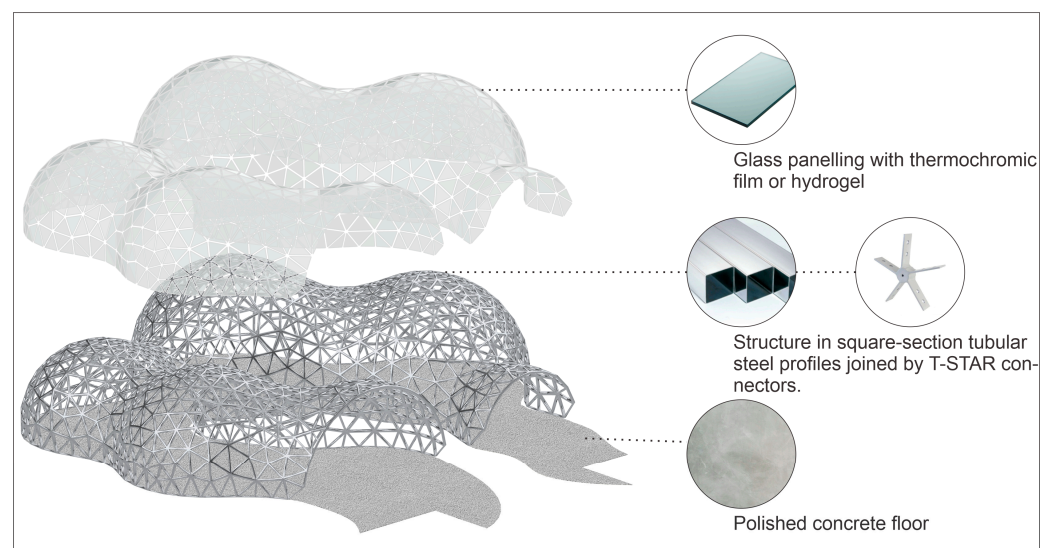 Glass panelling with thermochromic
film or hydrogel
Structure in square-section tubular
steel profiles joined by T-STAR con-
nectors.
Polished concrete floor